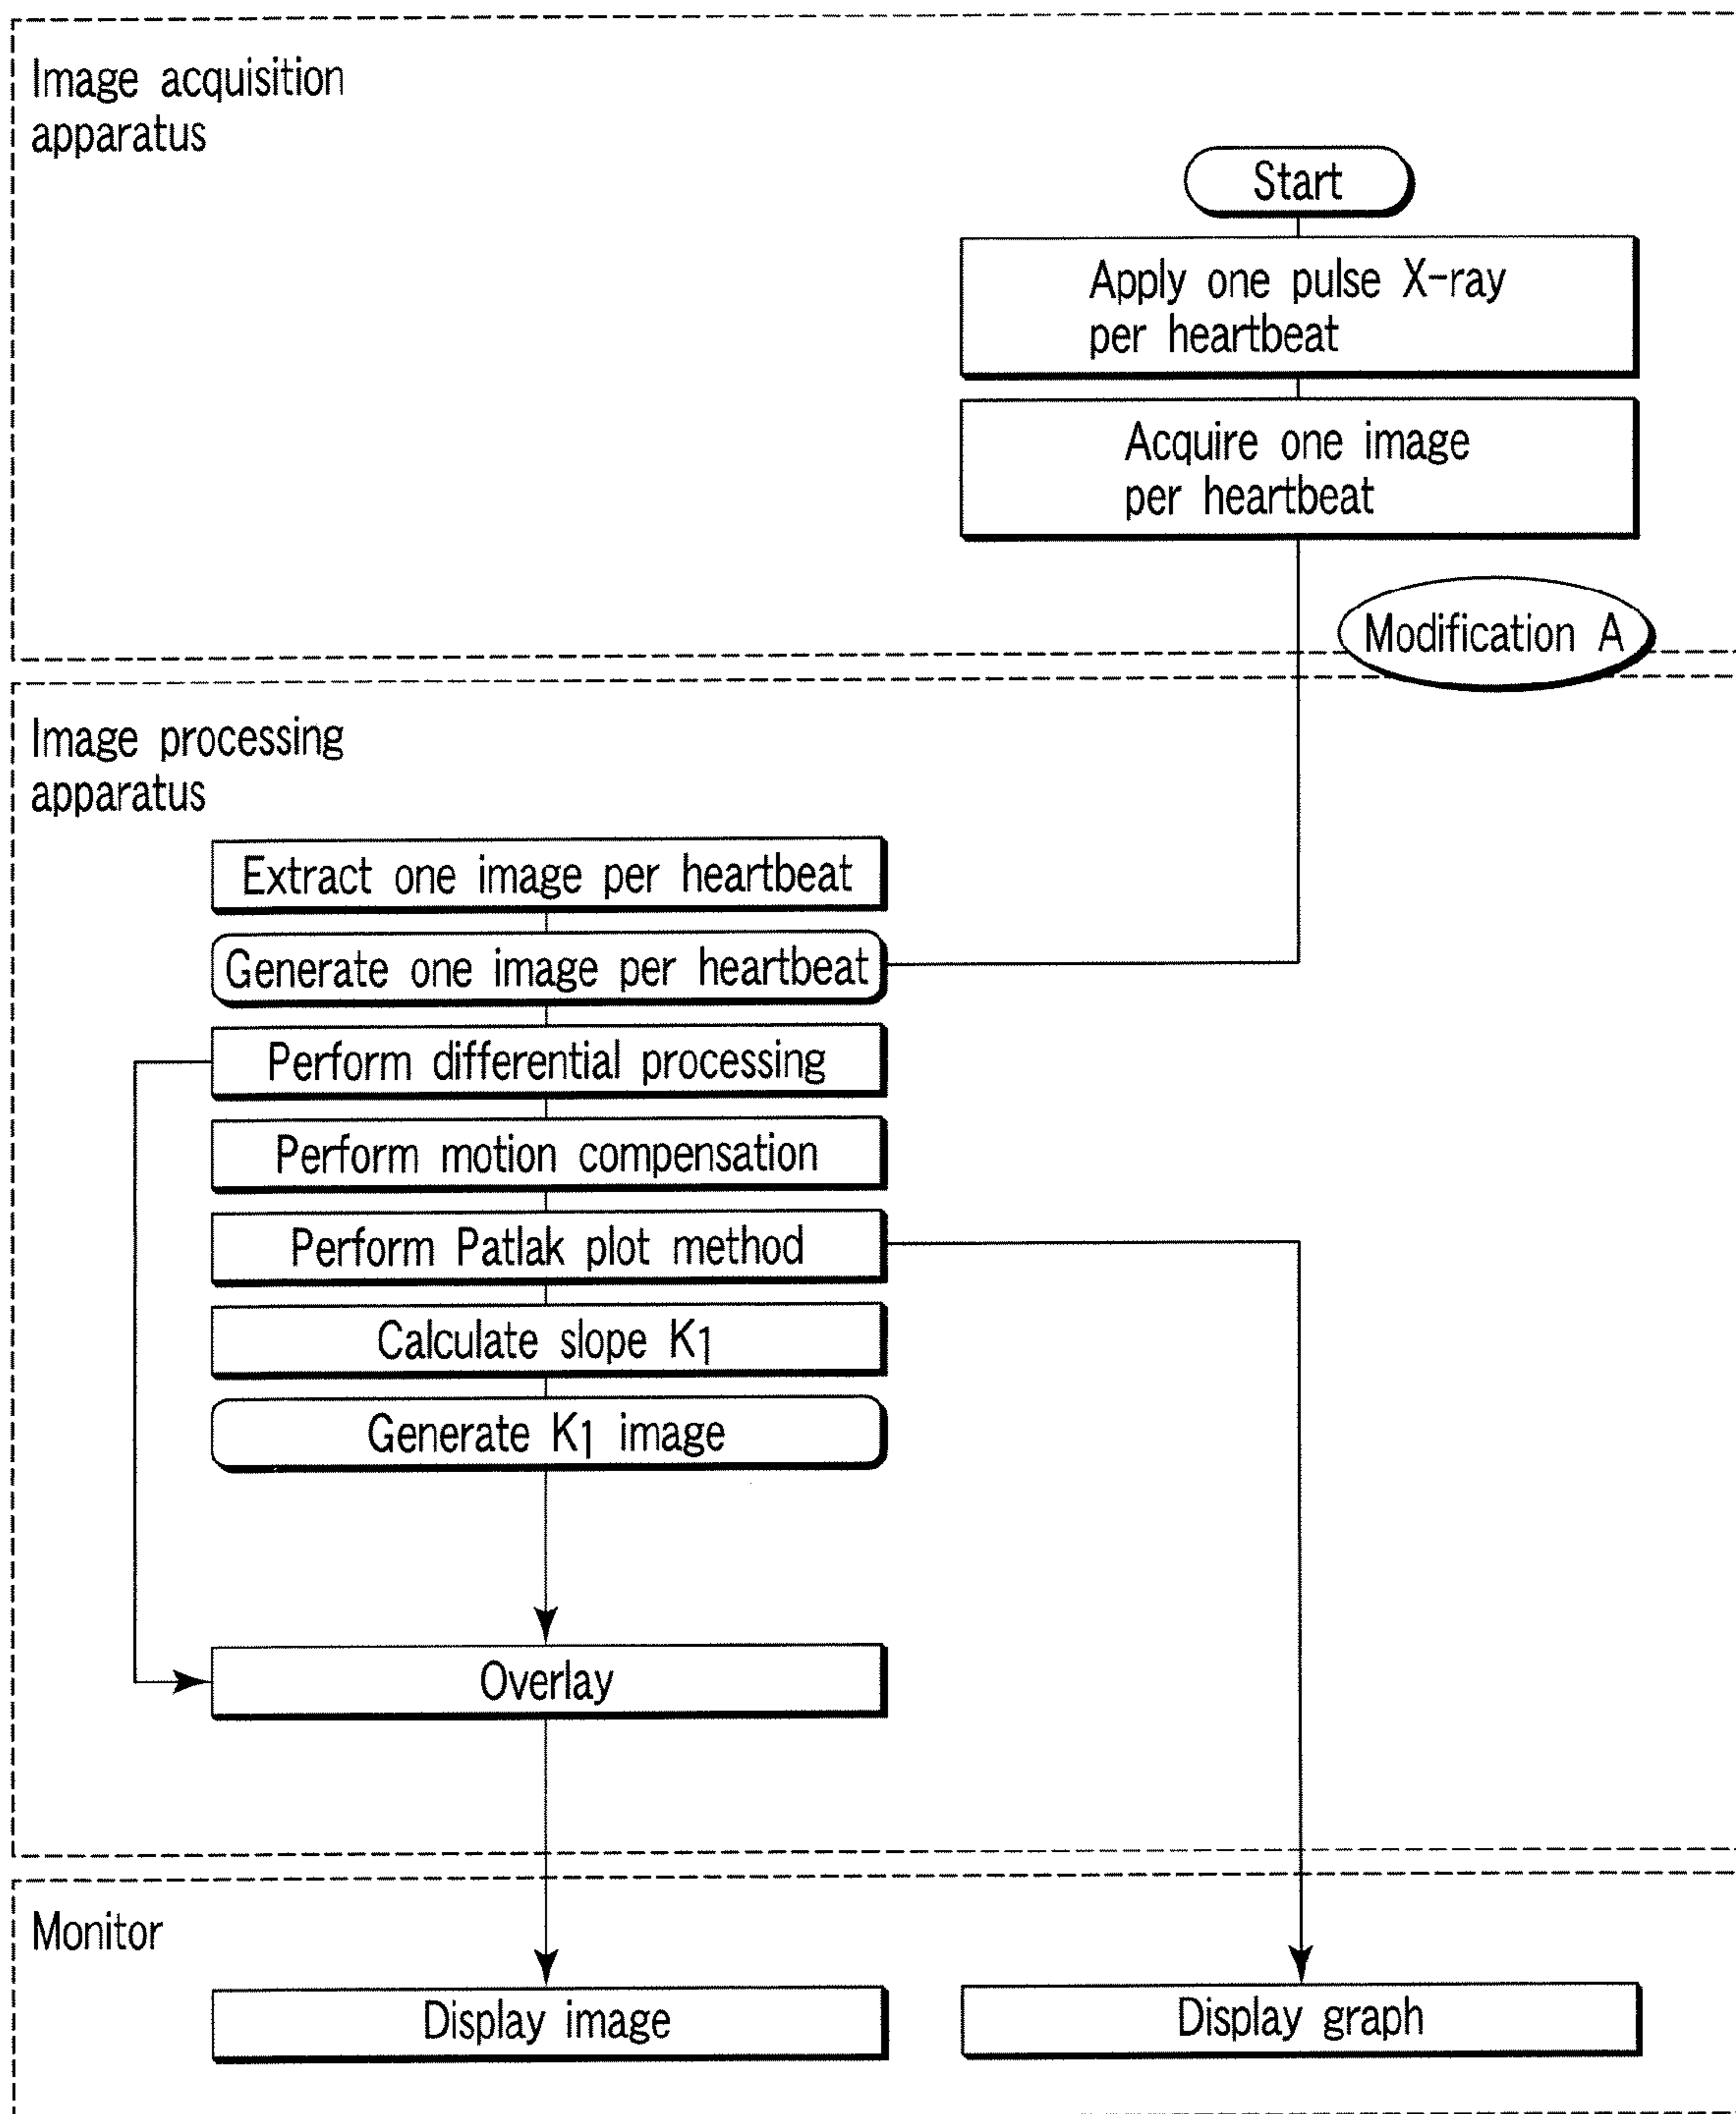 Image acquisition
apparatus
Start
Apply one pulse X-ray
per heartbeat
Acquire one image
per heartbeat
Modification A
Image processing
apparatus
Extract one image per heartbeat
Generate one image per heartbeat
Perform differential processing
Perform motion compensation
Perform Patlak plot method
Calculate slope K1
Generate K1 image
Overlay
Monitor
Display image
Display graph